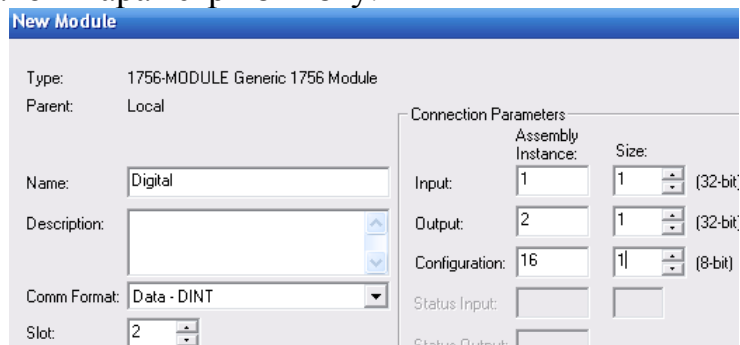 New Module
Type: 1756-MODULE Generic 1756 Module
Parent: Local
Connection Parameters
Assembly Instance: Size:
Name: Digital
Input: 1 1 (32-bit)
Description:
Output: 2 1 (32-bit)
Configuration: 16 1 (8-bit)
Comm Format: Data - DINT
Status Input:
Slot: 2
Status Output: